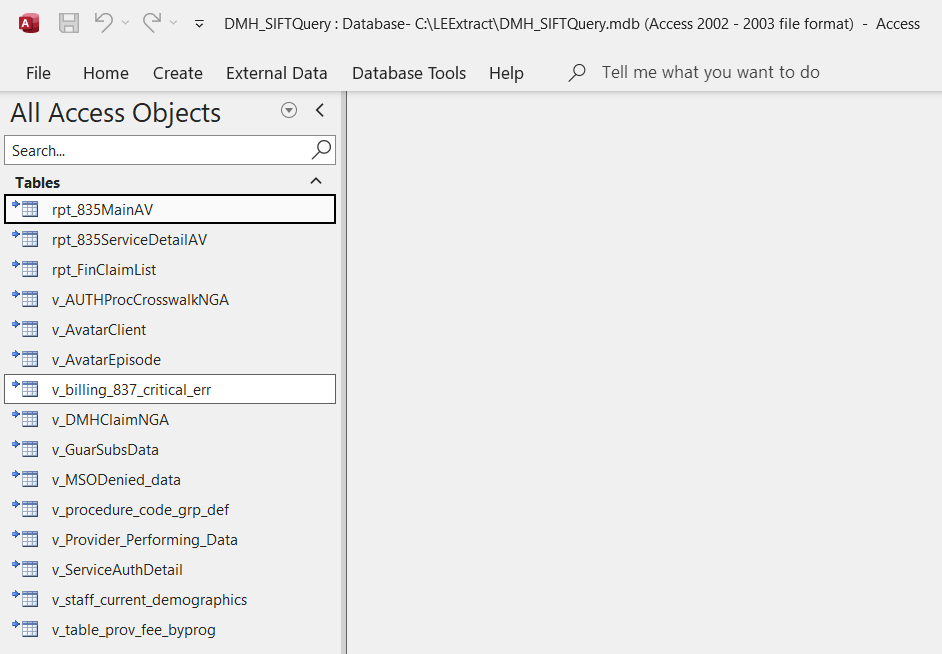 A
DMH_SIFTQuery : Database- C:\LEExtract\DMH_SIFTQuery.mdb (Access 2002 - 2003 file format) - Access
File Home Create External Data Database Tools Help Tell me what you want to do
All Access Objects
Search...
Tables
rpt_835MainAV
rpt_835ServiceDetailAV
rpt_FinClaimList
v_AUTHProcCrosswalkNGA
v_AvatarClient
v_AvatarEpisode
v_billing_837_critical_err
v_DMHClaimNGA
v_GuarSubsData
v_MSODenied_data
v_procedure_code_grp_def
v_Provider_Performing_Data
v_ServiceAuthDetail
v_staff_current_demographics
v_table_prov_fee_byprog